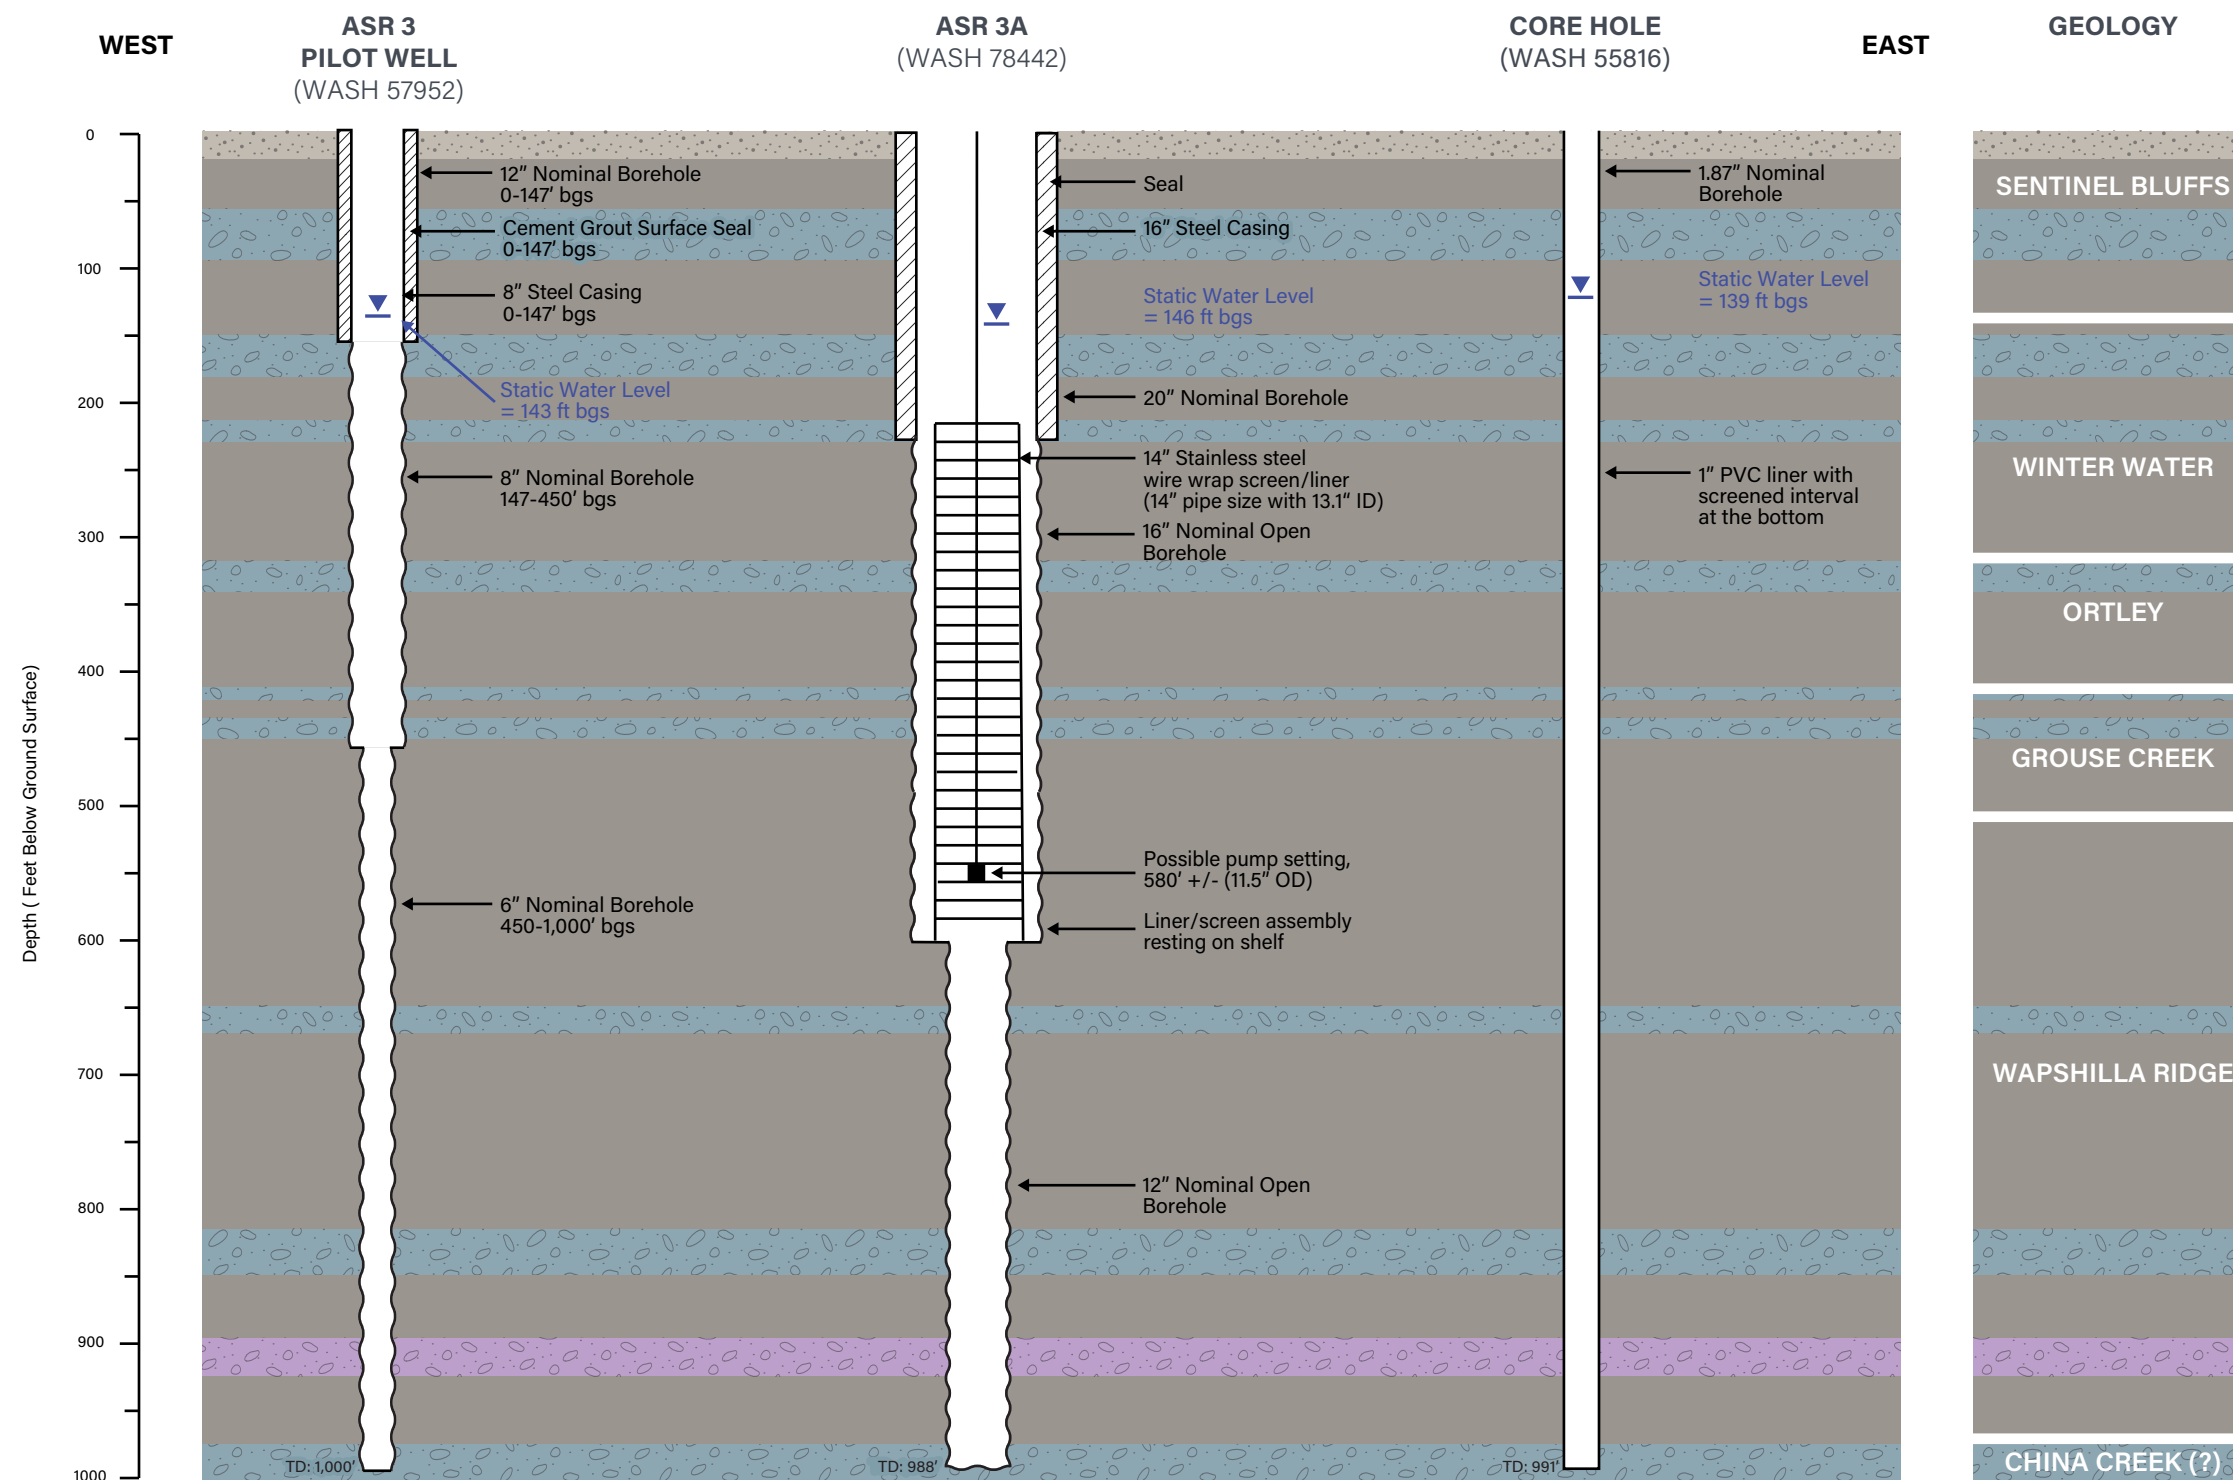 WEST
ASR 3
PILOT WELL
(WASH 57952)
ASR 3A
(WASH 78442)
CORE HOLE
(WASH 55816)
EAST
GEOLOGY
Depth ( Feet Below Ground Surface)
0
100
200
300
400
500
600
700
800
900
1000
12" Nominal Borehole
0-147' bgs
Cement Grout Surface Seal
0-147' bgs
8" Steel Casing
0-147' bgs
Static Water Level
= 143 ft bgs
8" Nominal Borehole
147-450' bgs
6" Nominal Borehole
450-1,000' bgs
TD: 1,000'
Seal
16" Steel Casing
Static Water Level
= 146 ft bgs
20" Nominal Borehole
14" Stainless steel
wire wrap screen/liner
(14" pipe size with 13.1" ID)
16" Nominal Open
Borehole
Possible pump setting,
580' +/- (11.5" OD)
Liner/screen assembly
resting on shelf
12" Nominal Open
Borehole
TD: 988'
1.87" Nominal
Borehole
Static Water Level
= 139 ft bgs
1" PVC liner with
screened interval
at the bottom
TD: 991'
SENTINEL BLUFFS
WINTER WATER
ORTLEY
GROUSE CREEK
WAPSHILLA RIDGE
CHINA CREEK (?)